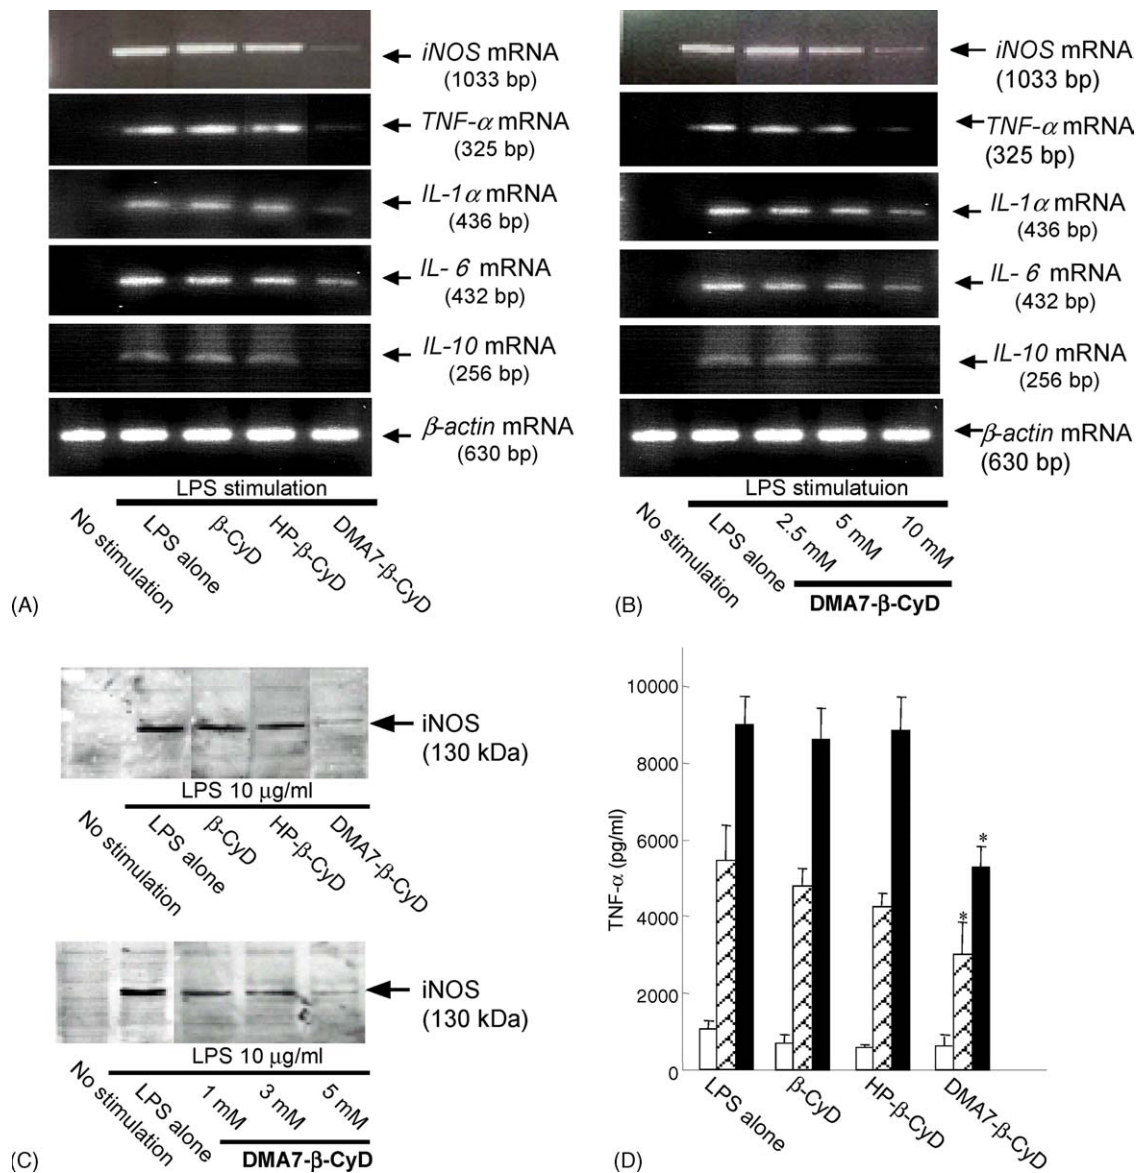 iNOS mRNA
(1033 bp)
TNF-α mRNA
(325 bp)
IL-1α mRNA
(436 bp)
IL- 6 mRNA
(432 bp)
IL-10 mRNA
(256 bp)
β-actin mRNA
(630 bp)
LPS stimulation
No stimulation
LPS alone
β-CyD
HP-β-CyD
DMA7-β-CyD
(A)
iNOS mRNA
(1033 bp)
TNF-α mRNA
(325 bp)
IL-1α mRNA
(436 bp)
IL- 6 mRNA
(432 bp)
IL-10 mRNA
(256 bp)
β-actin mRNA
(630 bp)
LPS stimulatuion
No stimulation
LPS alone
2.5 mM
5 mM
10 mM
DMA7-β-CyD
(B)
iNOS
(130 kDa)
LPS 10 μg/ml
No stimulation
LPS alone
β-CyD
HP-β-CyD
DMA7-β-CyD
iNOS
(130 kDa)
LPS 10 μg/ml
No stimulation
LPS alone
1 mM
3 mM
5 mM
DMA7-β-CyD
(C)
TNF-α (pg/ml)
10000
8000
6000
4000
2000
0
*
*
LPS alone
β-CyD
HP-β-CyD
DMA7-β-CyD
(D)